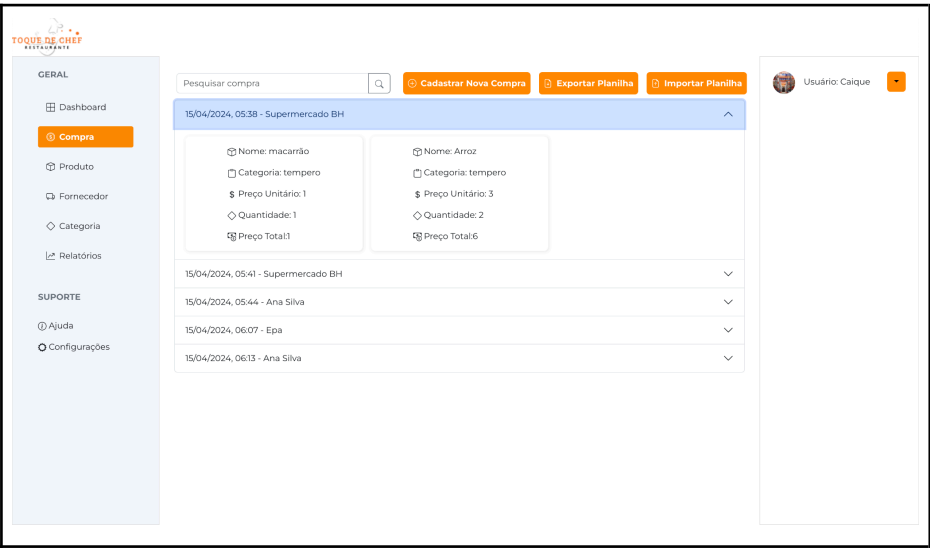 TOQUE DE CHEF
RESTAURANTE
GERAL
Dashboard
Compra
Produto
Fornecedor
Categoria
Relatórios
SUPORTE
Ajuda
Configurações
Pesquisar compra
Cadastrar Nova Compra
Exportar Planilha
Importar Planilha
15/04/2024, 05:38 - Supermercado BH
Nome: macarrão
Categoria: tempero
Preço Unitário: 1
Quantidade: 1
Preço Total:1
Nome: Arroz
Categoria: tempero
Preço Unitário: 3
Quantidade: 2
Preço Total:6
15/04/2024, 05:41 - Supermercado BH
15/04/2024, 05:44 - Ana Silva
15/04/2024, 06:07 - Epa
15/04/2024, 06:13 - Ana Silva
Usuário: Caique